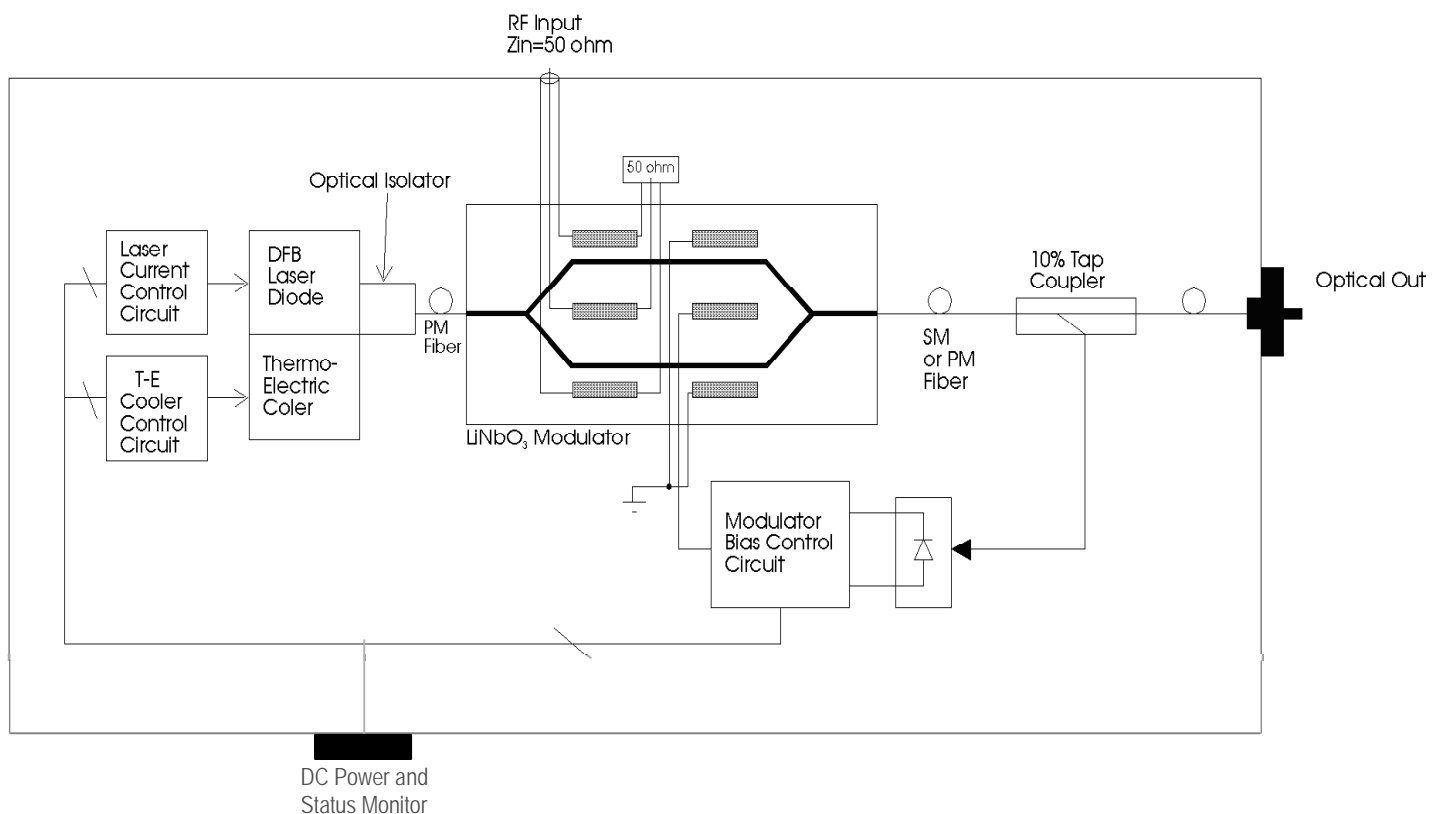 RF Input
Zin=50 ohm
50 ohm
Optical Isolator
Laser
Current
Control
Circuit
DFB
Laser
Diode
PM
Fiber
10% Tap
Coupler
Optical Out
SM
or PM
Fiber
T-E
Cooler
Control
Circuit
Thermo-
Electric
Coler
LiNbO₃ Modulator
Modulator
Bias Control
Circuit
DC Power and
Status Monitor